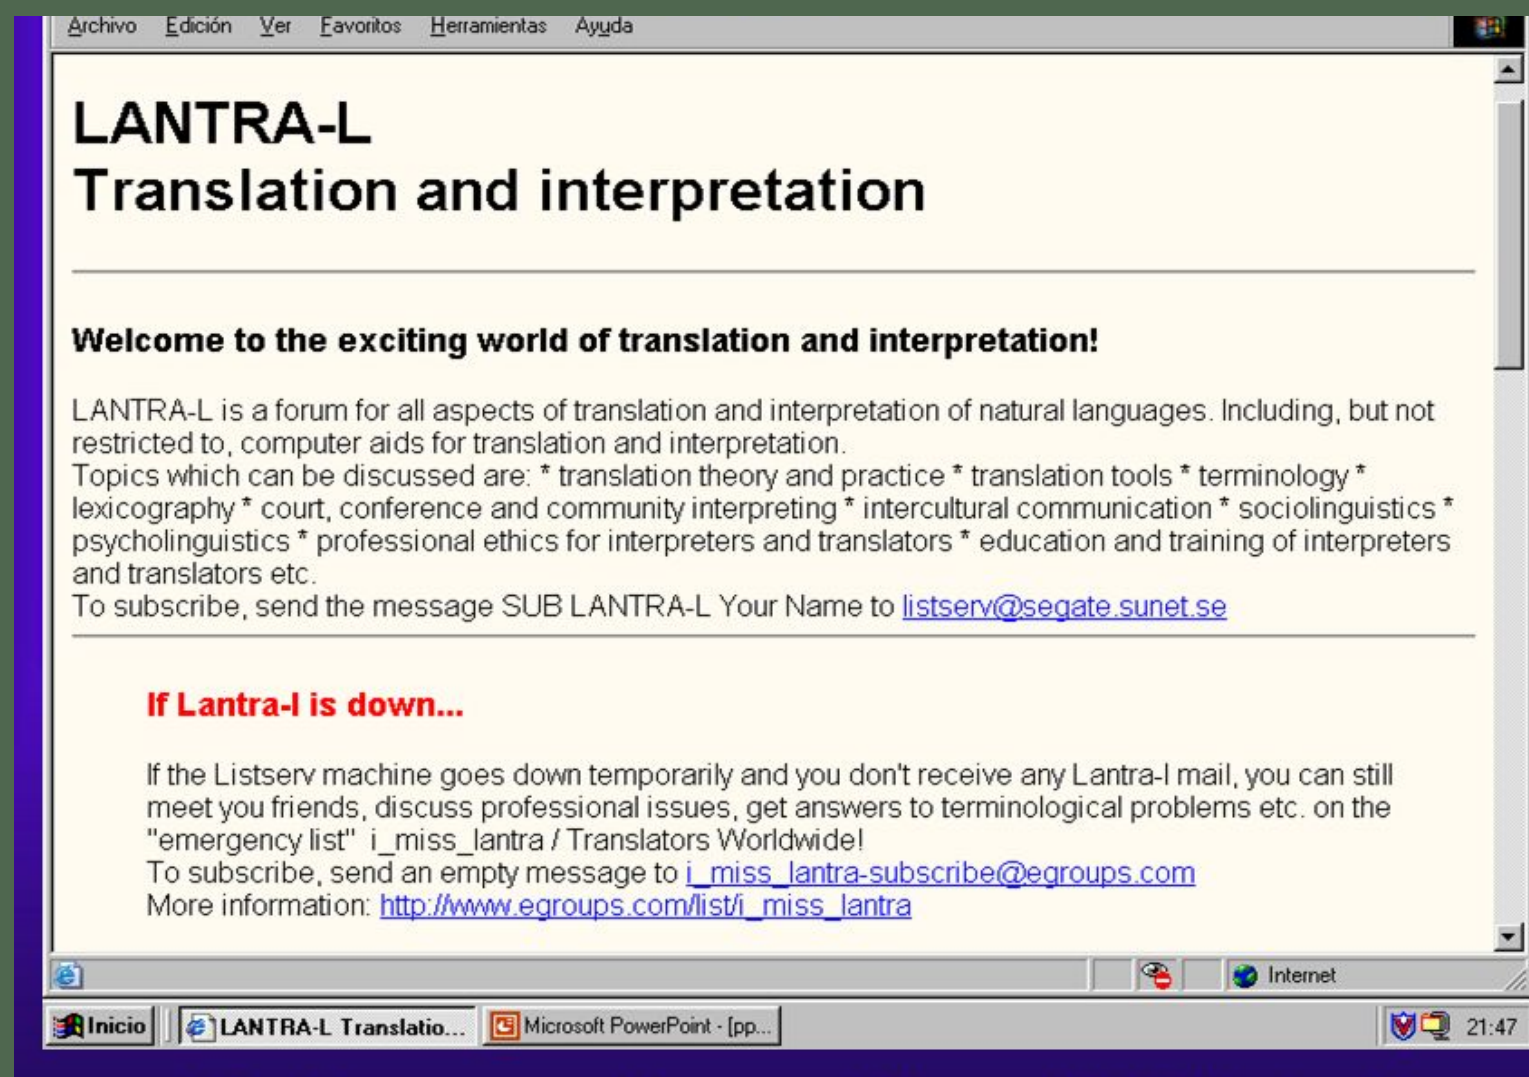 Archivo Edición Ver Favoritos Herramientas Ayuda
LANTRA-L
Translation and interpretation
Welcome to the exciting world of translation and interpretation!
LANTRA-L is a forum for all aspects of translation and interpretation of natural languages. Including, but not
restricted to, computer aids for translation and interpretation.
Topics which can be discussed are: * translation theory and practice * translation tools * terminology *
lexicography * court, conference and community interpreting * intercultural communication * sociolinguistics *
psycholinguistics * professional ethics for interpreters and translators * education and training of interpreters
and translators etc.
To subscribe, send the message SUB LANTRA-L Your Name to listserv@segate.sunet.se
If Lantra-l is down...
If the Listserv machine goes down temporarily and you don't receive any Lantra-l mail, you can still
meet you friends, discuss professional issues, get answers to terminological problems etc. on the
"emergency list" i_miss_lantra / Translators Worldwide!
To subscribe, send an empty message to i_miss_lantra-subscribe@egroups.com
More information: http://www.egroups.com/list/i_miss_lantra
Internet
Inicio LANTRA-L Translatio... Microsoft PowerPoint - [pp... 21:47